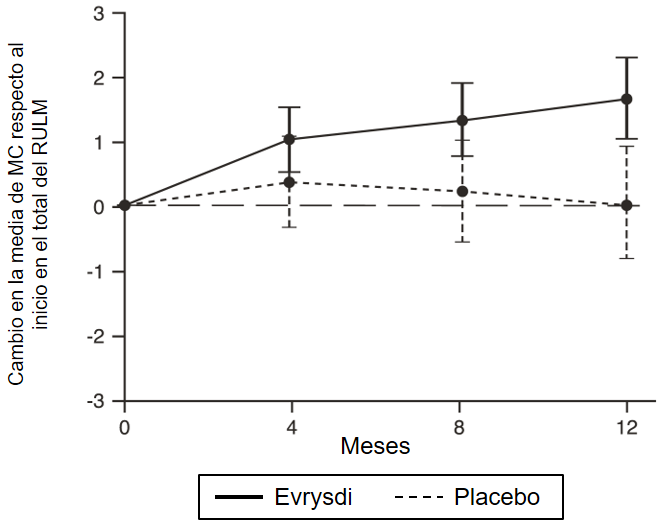 Cambio en la media de MC respecto al
inicio en el total del RULM
3
2
1
0
-1
-2
-3
0 4 8 12
Meses
Evrysdi Placebo